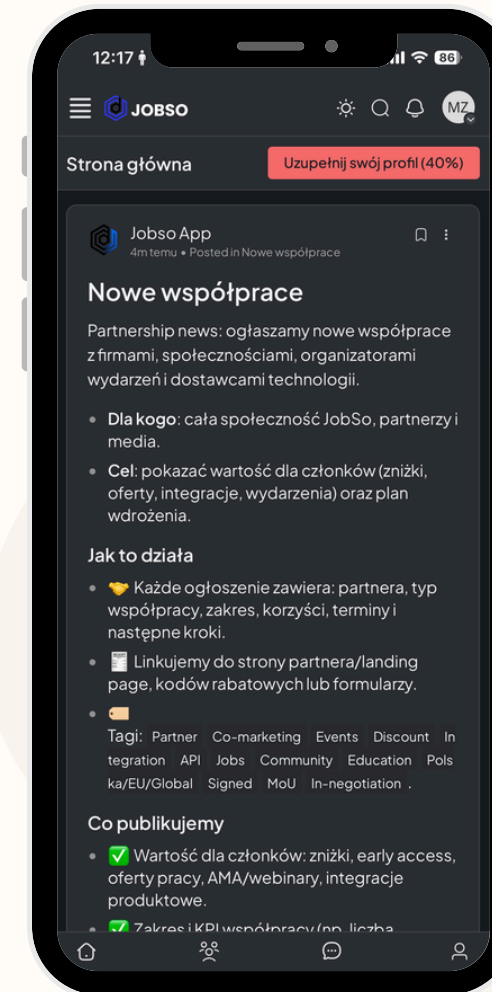 12:17
86
JOBSO
MZ
Strona główna
Uzupełnij swój profil (40%)
Jobso App
4m temu • Posted in Nowe współprace
Nowe współprace
Partnership news: ogłaszamy nowe współprace
z firmami, społecznościami, organizatorami
wydarzeń i dostawcami technologii.
• Dla kogo: cała społeczność JobSo, partnerzy i
media.
• Cel: pokazać wartość dla członków (zniżki,
oferty, integracje, wydarzenia) oraz plan
wdrożenia.
Jak to działa
• 🤝 Każde ogłoszenie zawiera: partnera, typ
współpracy, zakres, korzyści, terminy i
następne kroki.
• 🧾 Linkujemy do strony partnera/landing
page, kodów rabatowych lub formularzy.
• 🏷️
Tagi: Partner Co-marketing Events Discount In
tegration API Jobs Community Education Pols
ka/EU/Global Signed MoU In-negotiation .
Co publikujemy
• ✅ Wartość dla członków: zniżki, early access,
oferty pracy, AMA/webinary, integracje
produktowe.
• ✅ Zakres i KPI współpracy (np. liczba